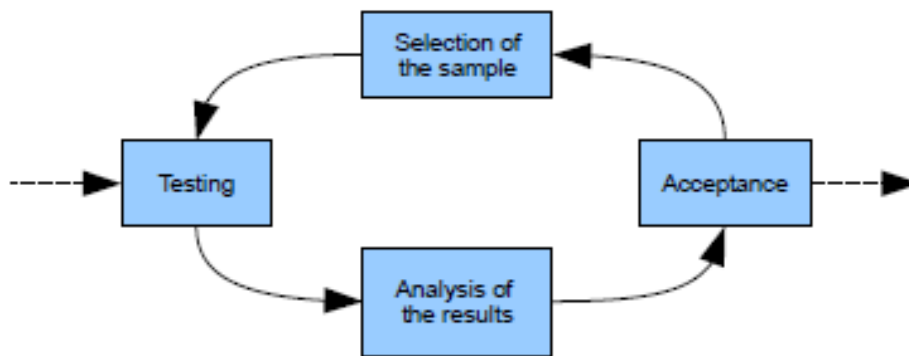 Selection of
the sample
Testing
Acceptance
Analysis of
the results